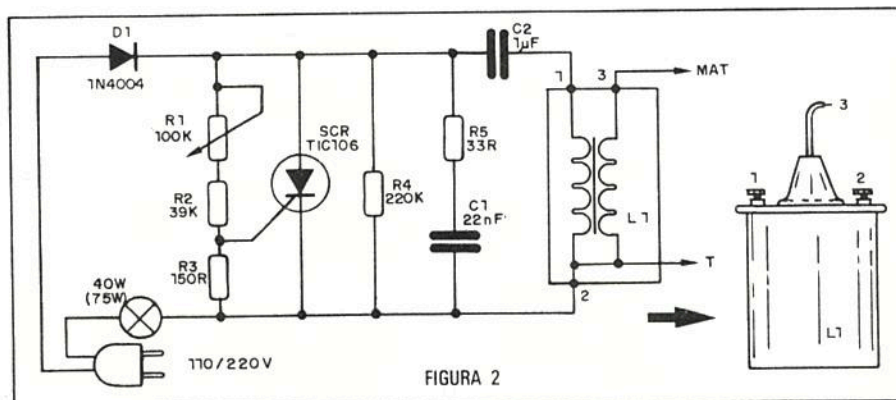 D1
1N4004
R1
100K
R2
39K
R3
150R
SCR
TIC106
R4
220K
R5
33R
C1
22nF
C2
1µF
1
3
MAT
L1
T
2
40W
(75W)
110/220V
3
1
2
L1
FIGURA 2